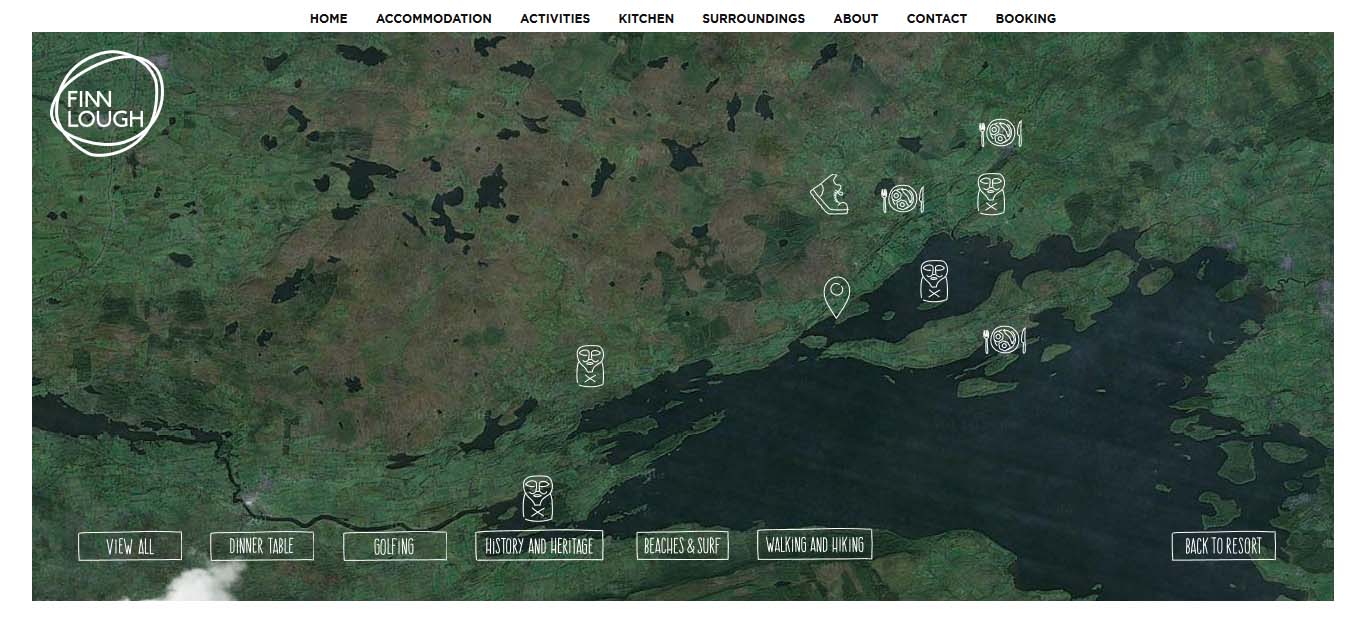 HOME ACCOMMODATION ACTIVITIES KITCHEN SURROUNDINGS ABOUT CONTACT BOOKING
FINN
LOUGH
VIEW ALL DINNER TABLE GOLFING HISTORY AND HERITAGE BEACHES & SURF WALKING AND HIKING BACK TO RESORT